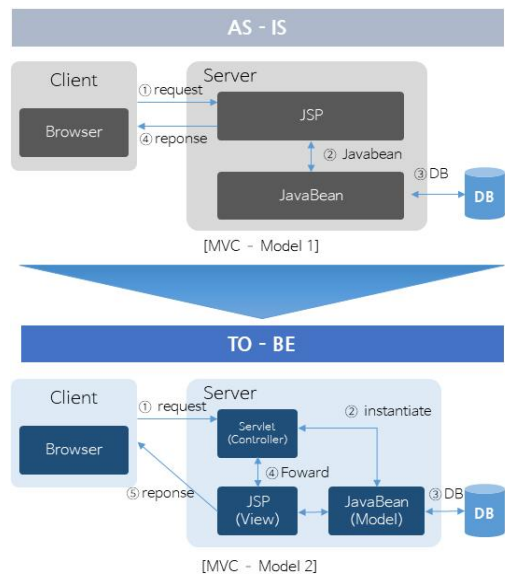 AS - IS
Client
Server
① request
Browser
JSP
④ reponse
② Javabean
③ DB
JavaBean
DB
[MVC - Model 1]
TO - BE
Client
Server
① request
② instantiate
Servlet
(Controller)
Browser
④ Foward
⑤ reponse
JSP
(View)
JavaBean
(Model)
③ DB
DB
[MVC - Model 2]